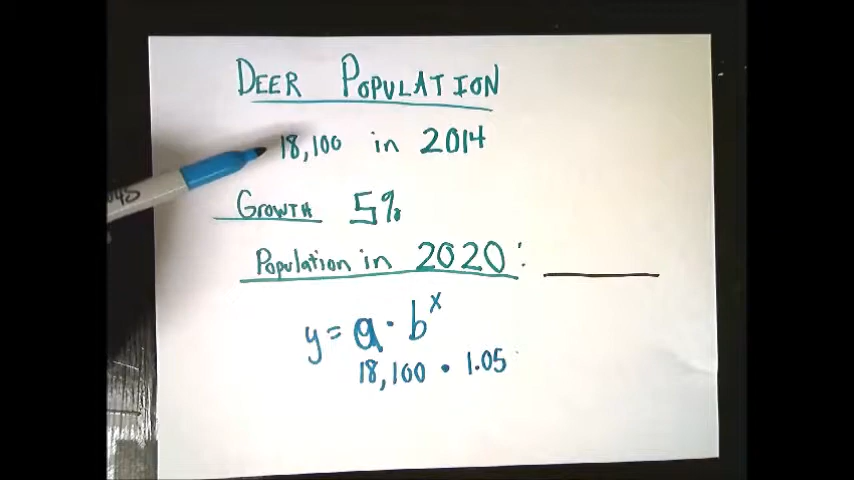 DEER POPULATION
18,100 in 2014
GROWTH 5%
Population in 2020:
y = a · b^x
18,100 · 1.05